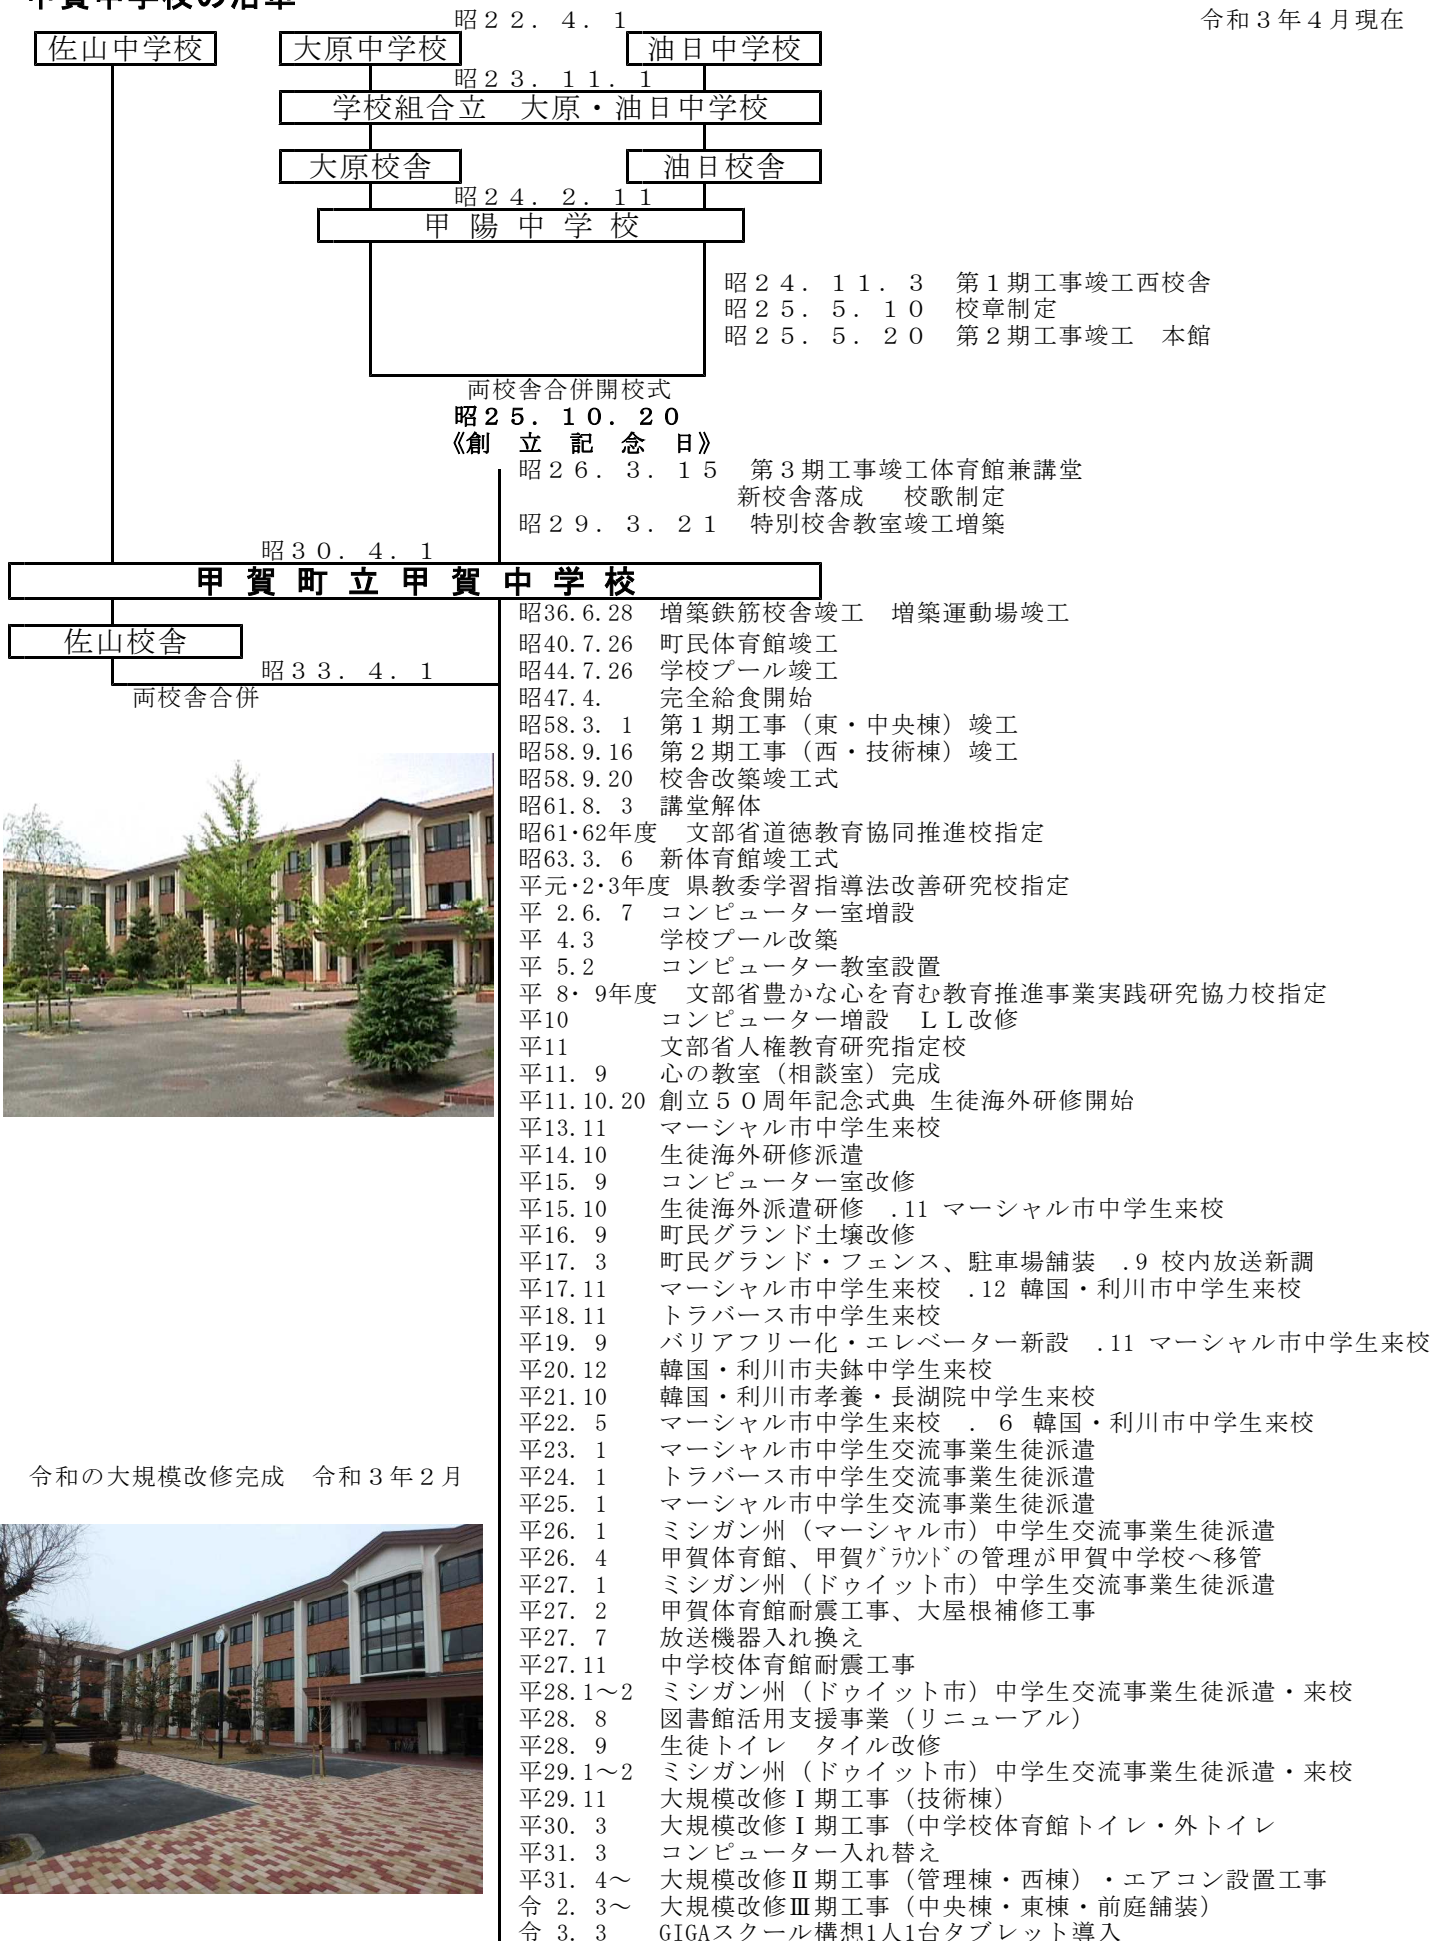 甲賀中学校の沿革
昭２２．４．１
令和３年４月現在
佐山中学校
大原中学校
油日中学校
昭２３．１１．１
学校組合立　大原・油日中学校
大原校舎
油日校舎
昭２４．２．１１
甲陽中学校
昭２４．１１．３　第１期工事竣工西校舎
昭２５．５．１０　校章制定
昭２５．５．２０　第２期工事竣工　本館
両校舎合併開校式
昭２５．１０．２０
《創　立　記　念　日》
昭２６．３．１５　第３期工事竣工体育館兼講堂
新校舎落成　校歌制定
昭２９．３．２１　特別校舎教室竣工増築
昭３０．４．１
甲賀町立甲賀中学校
昭36.6.28　増築鉄筋校舎竣工　増築運動場竣工
佐山校舎
昭40.7.26　町民体育館竣工
昭３３．４．１
昭44.7.26　学校プール竣工
両校舎合併
昭47.4.　完全給食開始
昭58.3. 1　第１期工事（東・中央棟）竣工
昭58.9.16　第２期工事（西・技術棟）竣工
昭58.9.20　校舎改築竣工式
昭61.8. 3　講堂解体
昭61･62年度　文部省道徳教育協同推進校指定
昭63.3. 6　新体育館竣工式
平元･2･3年度 県教委学習指導法改善研究校指定
平 2.6. 7　コンピューター室増設
平 4.3　学校プール改築
平 5.2　コンピューター教室設置
平 8･ 9年度　文部省豊かな心を育む教育推進事業実践研究協力校指定
平10　コンピューター増設　ＬＬ改修
平11　文部省人権教育研究指定校
平11. 9　心の教室（相談室）完成
平11.10.20 創立５０周年記念式典 生徒海外研修開始
平13.11　マーシャル市中学生来校
平14.10　生徒海外研修派遣
平15. 9　コンピューター室改修
平15.10　生徒海外派遣研修　.11 マーシャル市中学生来校
平16. 9　町民グランド土壌改修
平17. 3　町民グランド・フェンス、駐車場舗装　.9 校内放送新調
平17.11　マーシャル市中学生来校　.12 韓国・利川市中学生来校
平18.11　トラバース市中学生来校
平19. 9　バリアフリー化・エレベーター新設　.11 マーシャル市中学生来校
平20.12　韓国・利川市夫鉢中学生来校
平21.10　韓国・利川市孝養・長湖院中学生来校
平22. 5　マーシャル市中学生来校　. ６ 韓国・利川市中学生来校
平23. 1　マーシャル市中学生交流事業生徒派遣
平24. 1　トラバース市中学生交流事業生徒派遣
令和の大規模改修完成　令和３年２月
平25. 1　マーシャル市中学生交流事業生徒派遣
平26. 1　ミシガン州（マーシャル市）中学生交流事業生徒派遣
平26. 4　甲賀体育館、甲賀ｸﾞﾗｳﾝﾄﾞの管理が甲賀中学校へ移管
平27. 1　ミシガン州（ドゥイット市）中学生交流事業生徒派遣
平27. 2　甲賀体育館耐震工事、大屋根補修工事
平27. 7　放送機器入れ換え
平27.11　中学校体育館耐震工事
平28.1～2　ミシガン州（ドゥイット市）中学生交流事業生徒派遣・来校
平28. 8　図書館活用支援事業（リニューアル）
平28. 9　生徒トイレ　タイル改修
平29.1～2　ミシガン州（ドゥイット市）中学生交流事業生徒派遣・来校
平29.11　大規模改修Ⅰ期工事（技術棟）
平30. 3　大規模改修Ⅰ期工事（中学校体育館トイレ・外トイレ
平31. 3　コンピューター入れ替え
平31. 4～　大規模改修Ⅱ期工事（管理棟・西棟）・エアコン設置工事
令 2. 3～　大規模改修Ⅲ期工事（中央棟・東棟・前庭舗装）
令 3. 3　GIGAスクール構想1人1台タブレット導入